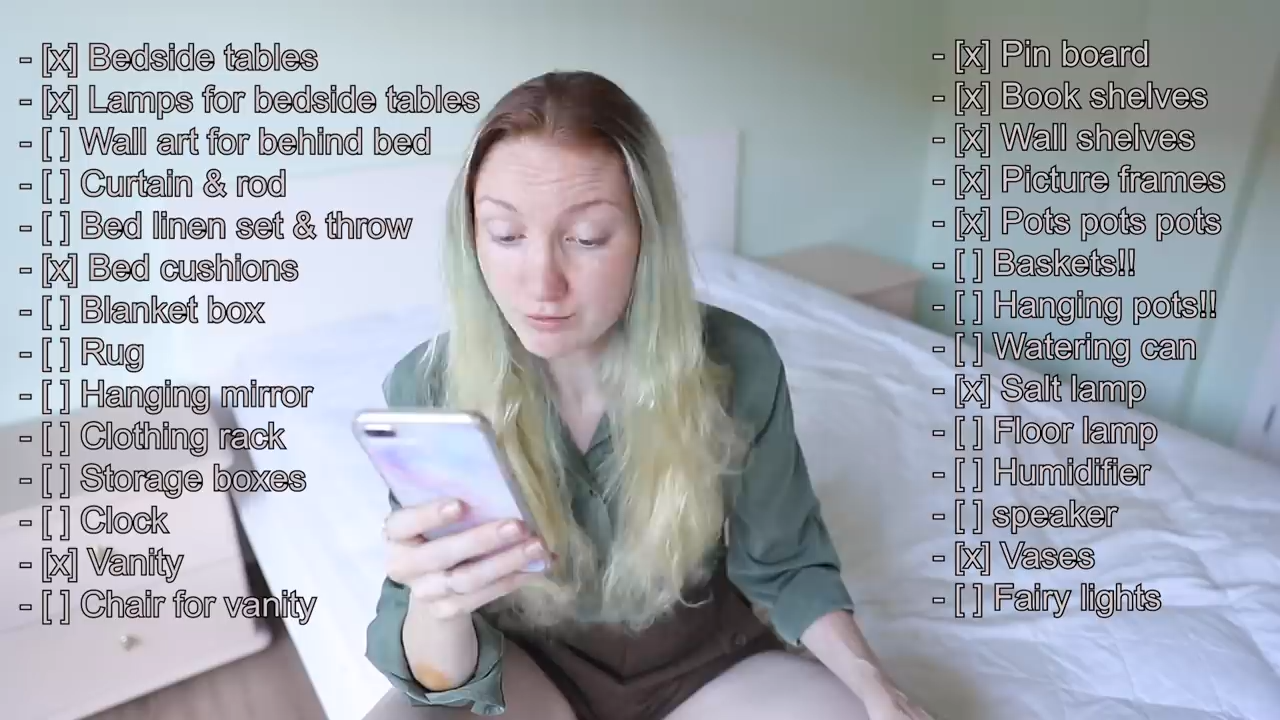 - [x] Bedside tables
- [x] Lamps for bedside tables
- [ ] Wall art for behind bed
- [ ] Curtain & rod
- [ ] Bed linen set & throw
- [x] Bed cushions
- [ ] Blanket box
- [ ] Rug
- [ ] Hanging mirror
- [ ] Clothing rack
- [ ] Storage boxes
- [ ] Clock
- [x] Vanity
- [ ] Chair for vanity
- [x] Pin board
- [x] Book shelves
- [x] Wall shelves
- [x] Picture frames
- [x] Pots pots pots
- [ ] Baskets!!
- [ ] Hanging pots!!
- [ ] Watering can
- [x] Salt lamp
- [ ] Floor lamp
- [ ] Humidifier
- [ ] speaker
- [x] Vases
- [ ] Fairy lights